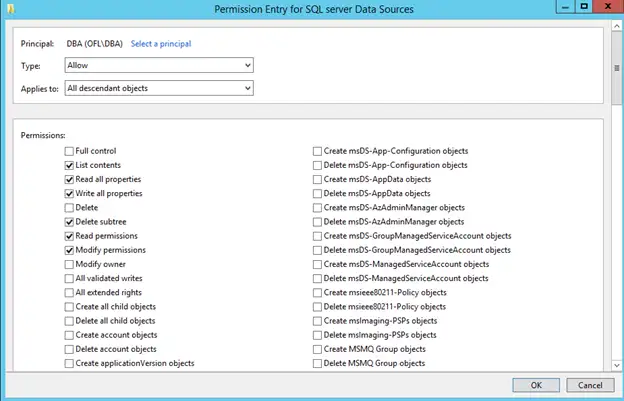 Permission Entry for SQL server Data Sources
Principal: DBA (OFL\DBA) Select a principal
Type: Allow
Applies to: All descendant objects
Permissions:
Full control
List contents
Read all properties
Write all properties
Delete
Delete subtree
Read permissions
Modify permissions
Modify owner
All validated writes
All extended rights
Create all child objects
Delete all child objects
Create account objects
Delete account objects
Create applicationVersion objects
Create msDS-App-Configuration objects
Delete msDS-App-Configuration objects
Create msDS-AppData objects
Delete msDS-AppData objects
Create msDS-AzAdminManager objects
Delete msDS-AzAdminManager objects
Create msDS-GroupManagedServiceAccount objects
Delete msDS-GroupManagedServiceAccount objects
Create msDS-ManagedServiceAccount objects
Delete msDS-ManagedServiceAccount objects
Create msieee80211-Policy objects
Delete msieee80211-Policy objects
Create msImaging-PSPs objects
Delete msImaging-PSPs objects
Create MSMQ Group objects
Delete MSMQ Group objects
OK Cancel